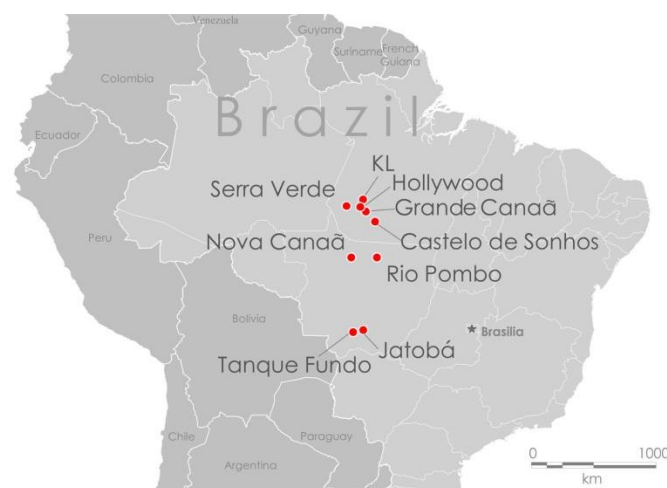 Venezuela
Guyana
Suriname
French
Guiana
Colombia
Brazil
Ecuador
KL
Serra Verde
Hollywood
Grande Canaã
Castelo de Sonhos
Peru
Nova Canaã
Rio Pombo
Bolivia
Brasilia
Tanque Fundo
Jatobá
Paraguay
Chile
Argentina
0 1000
km